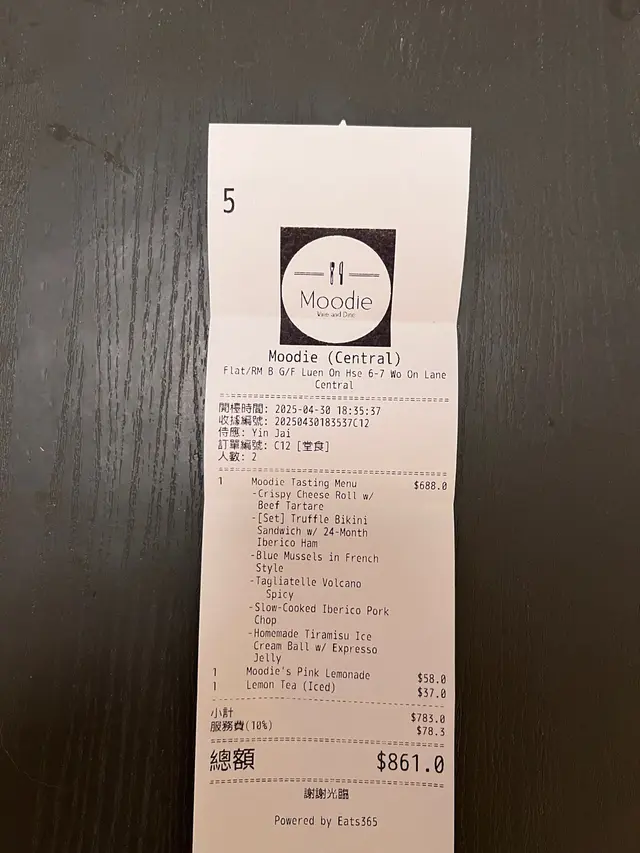 5
Moodie
Vine and Dine
Moodie (Central)
Flat/RM B G/F Luen On Hse 6-7 Wo On Lane
Central
開檯時間: 2025-04-30 18:35:37
收據編號: 20250430183537C12
侍應: Yin Jai
訂單編號: C12 [堂食]
人數: 2
1 Moodie Tasting Menu $688.0
-Crispy Cheese Roll w/
Beef Tartare
-[Set] Truffle Bikini
Sandwich w/ 24-Month
Iberico Ham
-Blue Mussels in French
Style
-Tagliatelle Volcano
Spicy
-Slow-Cooked Iberico Pork
Chop
-Homemade Tiramisu Ice
Cream Ball w/ Expresso
Jelly
1 Moodie's Pink Lemonade $58.0
1 Lemon Tea (Iced) $37.0
小計 $783.0
服務費(10%) $78.3
總額 $861.0
謝謝光臨
Powered by Eats365